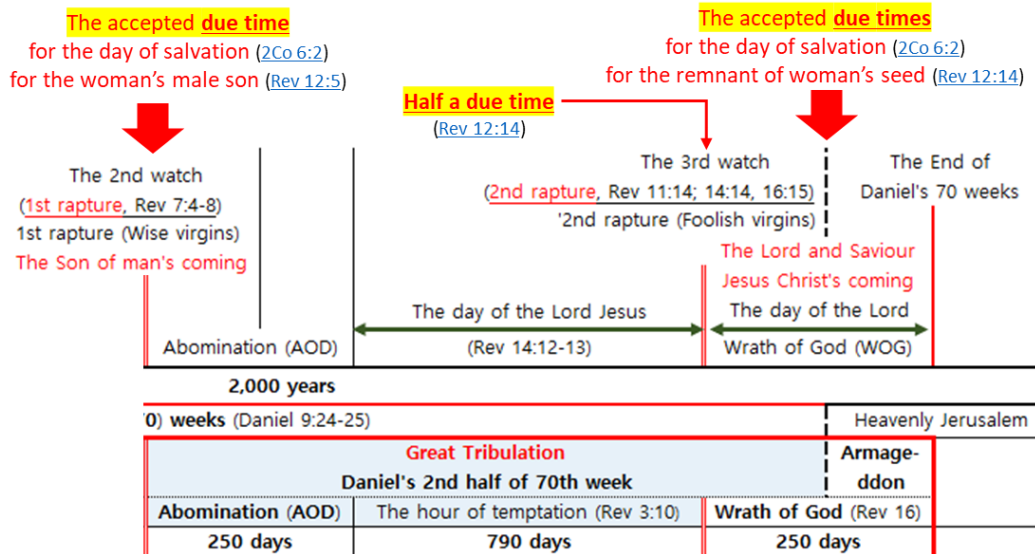 The accepted due time
for the day of salvation (2Co 6:2)
for the woman's male son (Rev 12:5)
The accepted due times
for the day of salvation (2Co 6:2)
for the remnant of woman's seed (Rev 12:14)
Half a due time
(Rev 12:14)
The 2nd watch
(1st rapture, Rev 7:4-8)
1st rapture (Wise virgins)
The Son of man's coming
The 3rd watch
(2nd rapture, Rev 11:14; 14:14, 16:15)
'2nd rapture (Foolish virgins)
The End of
Daniel's 70 weeks
The Lord and Saviour
Jesus Christ's coming
The day of the Lord Jesus
(Rev 14:12-13)
The day of the Lord
Wrath of God (WOG)
Abomination (AOD)
2,000 years
0) weeks (Daniel 9:24-25)
Heavenly Jerusalem
Great Tribulation
Daniel's 2nd half of 70th week
Armage-
ddon
Abomination (AOD)
The hour of temptation (Rev 3:10)
Wrath of God (Rev 16)
250 days
790 days
250 days